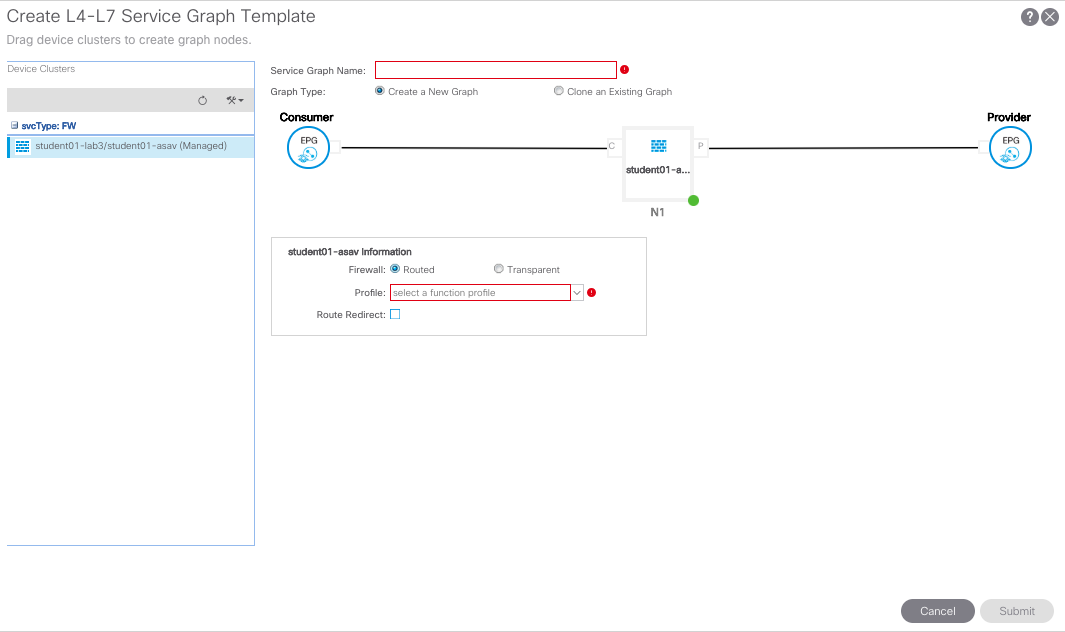 Create L4-L7 Service Graph Template
Drag device clusters to create graph nodes.
Device Clusters
svcType: FW
student01-lab3/student01-asav (Managed)
Service Graph Name:
Graph Type: Create a New Graph Clone an Existing Graph
Consumer
EPG
C
student01-a...
P
N1
Provider
EPG
student01-asav Information
Firewall: Routed Transparent
Profile: select a function profile
Route Redirect:
Cancel Submit